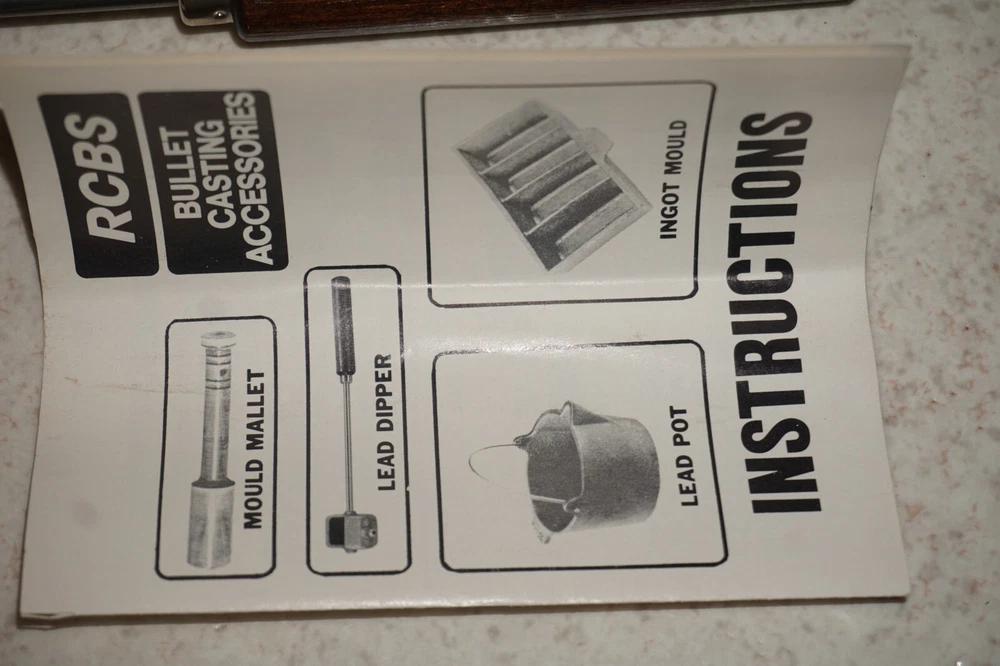 RCBS
BULLET
CASTING
ACCESSORIES
MOULD MALLET
LEAD DIPPER
INGOT MOULD
LEAD POT
INSTRUCTIONS